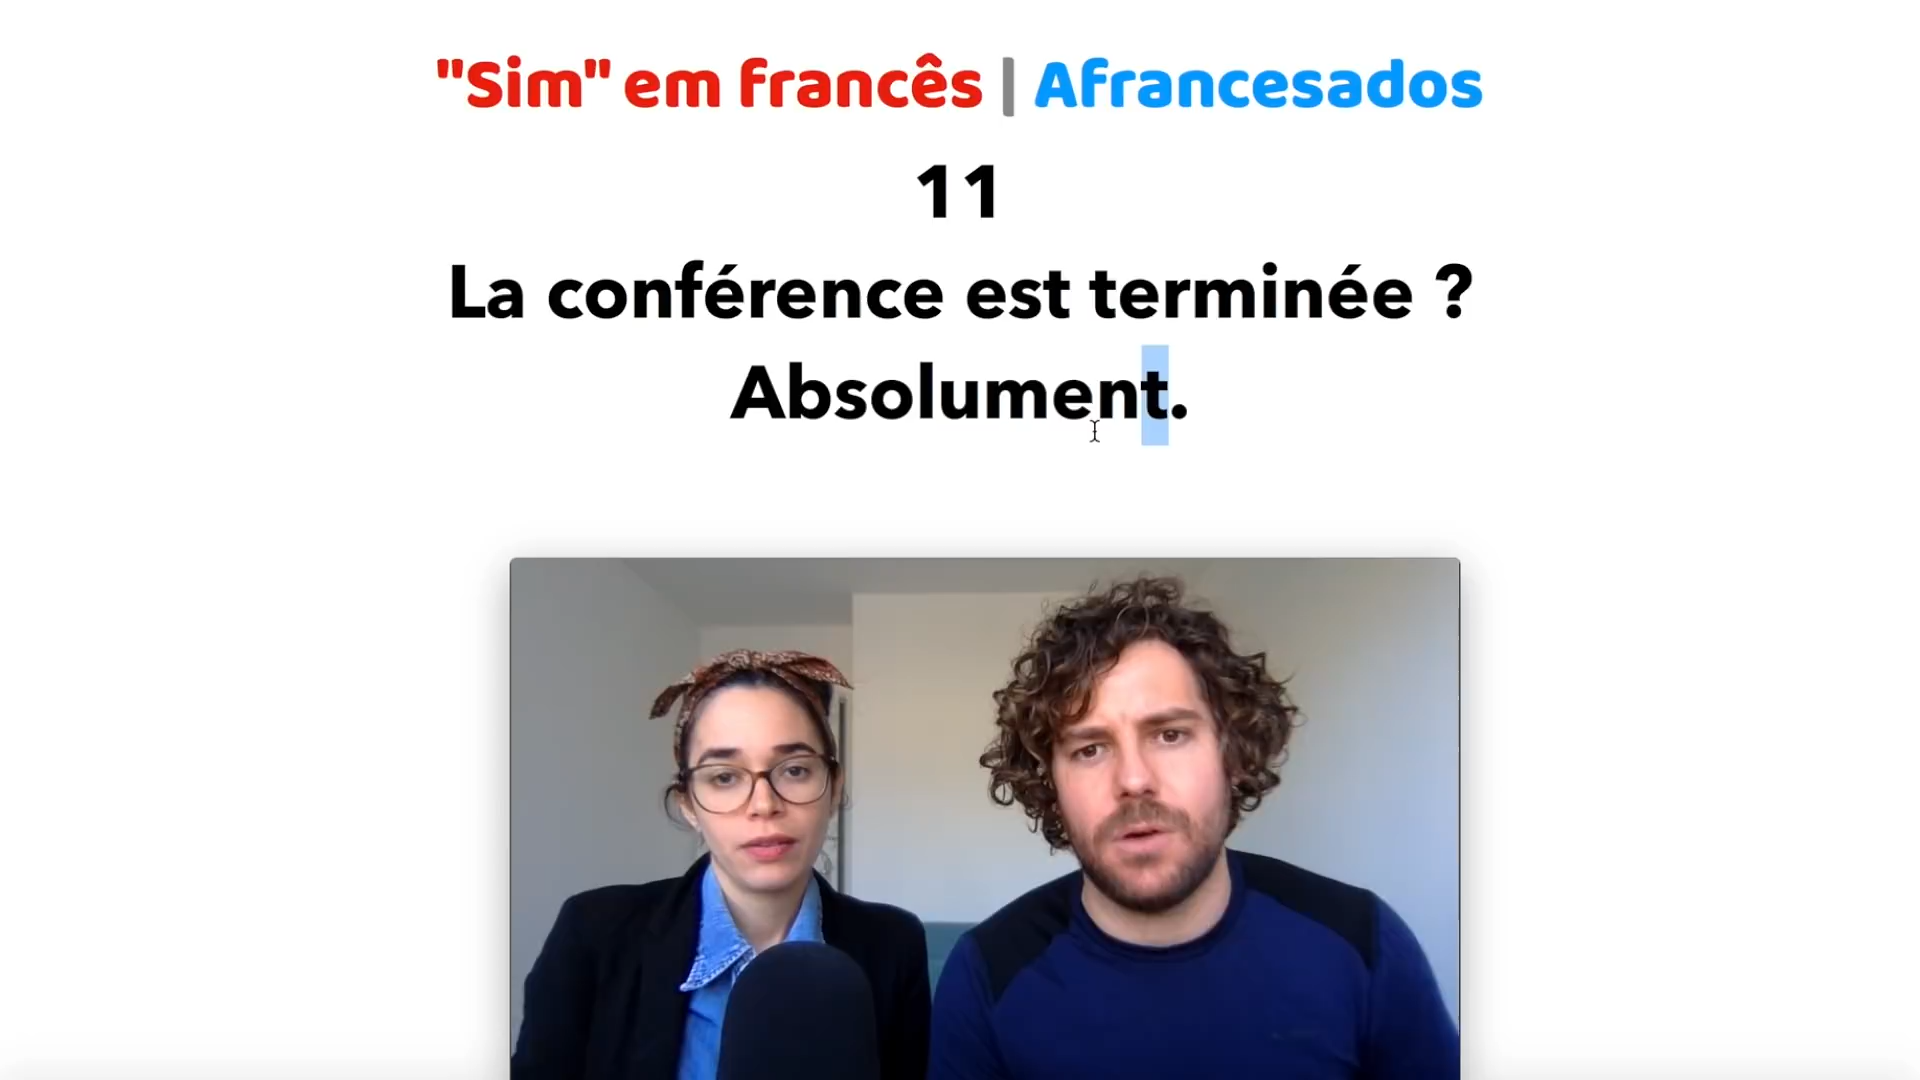 "Sim" em francês | Afrancesados
11
La conférence est terminée ?
Absolument.